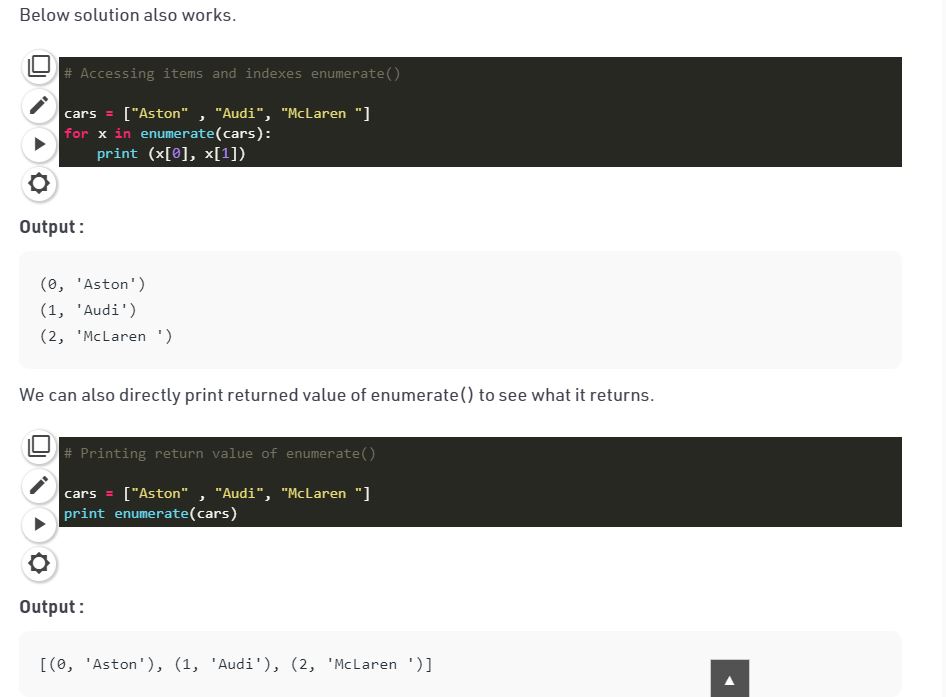 Below solution also works.
# Accessing items and indexes enumerate()
cars = ["Aston" , "Audi", "McLaren "]
for x in enumerate(cars):
    print (x[0], x[1])
Output :
(0, 'Aston')
(1, 'Audi')
(2, 'McLaren ')
We can also directly print returned value of enumerate() to see what it returns.
# Printing return value of enumerate()
cars = ["Aston" , "Audi", "McLaren "]
print enumerate(cars)
Output :
[(0, 'Aston'), (1, 'Audi'), (2, 'McLaren ')]